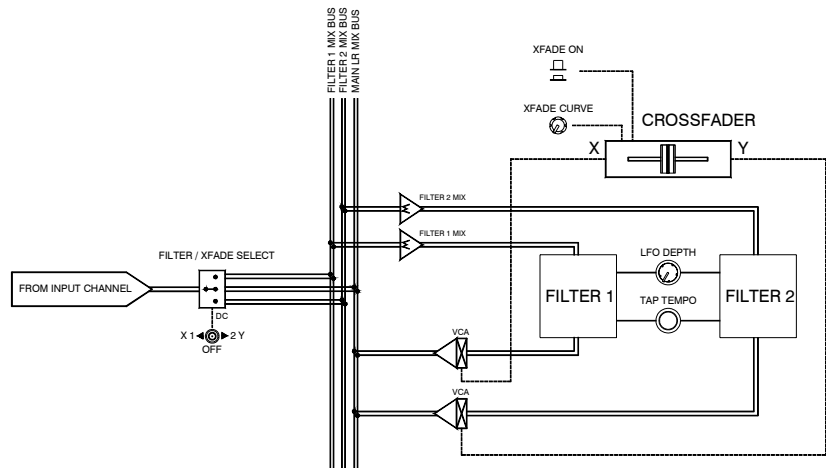 FILTER 1 MIX BUS
FILTER 2 MIX BUS
MAIN LR MIX BUS
XFADE ON
XFADE CURVE
CROSSFADER
X
Y
FILTER 2 MIX
FILTER 1 MIX
FILTER / XFADE SELECT
FROM INPUT CHANNEL
DC
X 1
2 Y
OFF
LFO DEPTH
FILTER 1
FILTER 2
TAP TEMPO
VCA
VCA